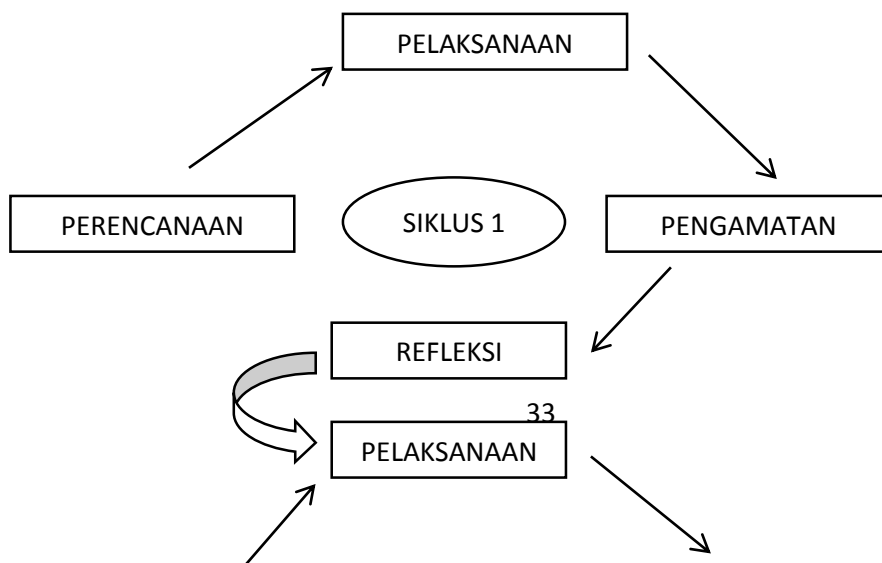 PELAKSANAAN
PERENCANAAN
SIKLUS 1
PENGAMATAN
REFLEKSI
33
PELAKSANAAN